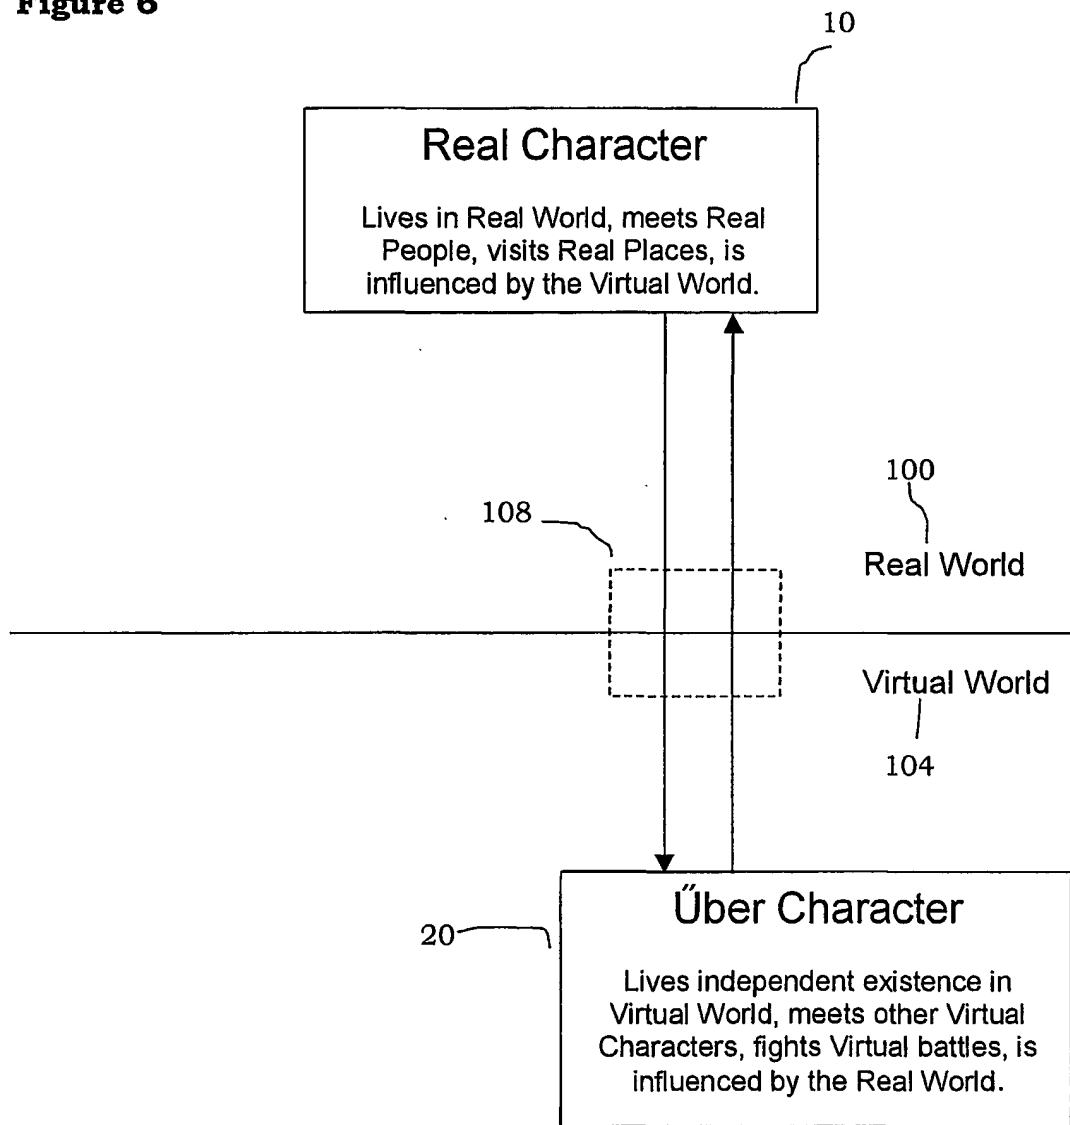 Figure 6
10
Real Character
Lives in Real World, meets Real
People, visits Real Places, is
influenced by the Virtual World.
100
108
Real World
Virtual World
104
Űber Character
20
Lives independent existence in
Virtual World, meets other Virtual
Characters, fights Virtual battles, is
influenced by the Real World.